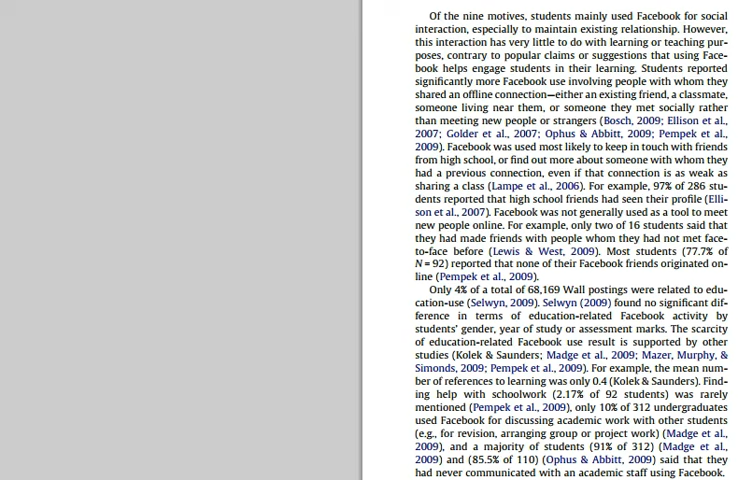 Of the nine motives, students mainly used Facebook for social
interaction, especially to maintain existing relationship. However,
this interaction has very little to do with learning or teaching pur-
poses, contrary to popular claims or suggestions that using Face-
book helps engage students in their learning. Students reported
significantly more Facebook use involving people with whom they
shared an offline connection—either an existing friend, a classmate,
someone living near them, or someone they met socially rather
than meeting new people or strangers (Bosch, 2009; Ellison et al.,
2007; Golder et al., 2007; Ophus & Abbitt, 2009; Pempek et al.,
2009). Facebook was used most likely to keep in touch with friends
from high school, or find out more about someone with whom they
had a previous connection, even if that connection is as weak as
sharing a class (Lampe et al., 2006). For example, 97% of 286 stu-
dents reported that high school friends had seen their profile (Elli-
son et al., 2007). Facebook was not generally used as a tool to meet
new people online. For example, only two of 16 students said that
they had made friends with people whom they had not met face-
to-face before (Lewis & West, 2009). Most students (77.7% of
N = 92) reported that none of their Facebook friends originated on-
line (Pempek et al., 2009).
Only 4% of a total of 68,169 Wall postings were related to edu-
cation-use (Selwyn, 2009). Selwyn (2009) found no significant dif-
ference in terms of education-related Facebook activity by
students' gender, year of study or assessment marks. The scarcity
of education-related Facebook use result is supported by other
studies (Kolek & Saunders; Madge et al., 2009; Mazer, Murphy, &
Simonds, 2009; Pempek et al., 2009). For example, the mean num-
ber of references to learning was only 0.4 (Kolek & Saunders). Find-
ing help with schoolwork (2.17% of 92 students) was rarely
mentioned (Pempek et al., 2009), only 10% of 312 undergraduates
used Facebook for discussing academic work with other students
(e.g., for revision, arranging group or project work) (Madge et al.,
2009), and a majority of students (91% of 312) (Madge et al.,
2009) and (85.5% of 110) (Ophus & Abbitt, 2009) said that they
had never communicated with an academic staff using Facebook.